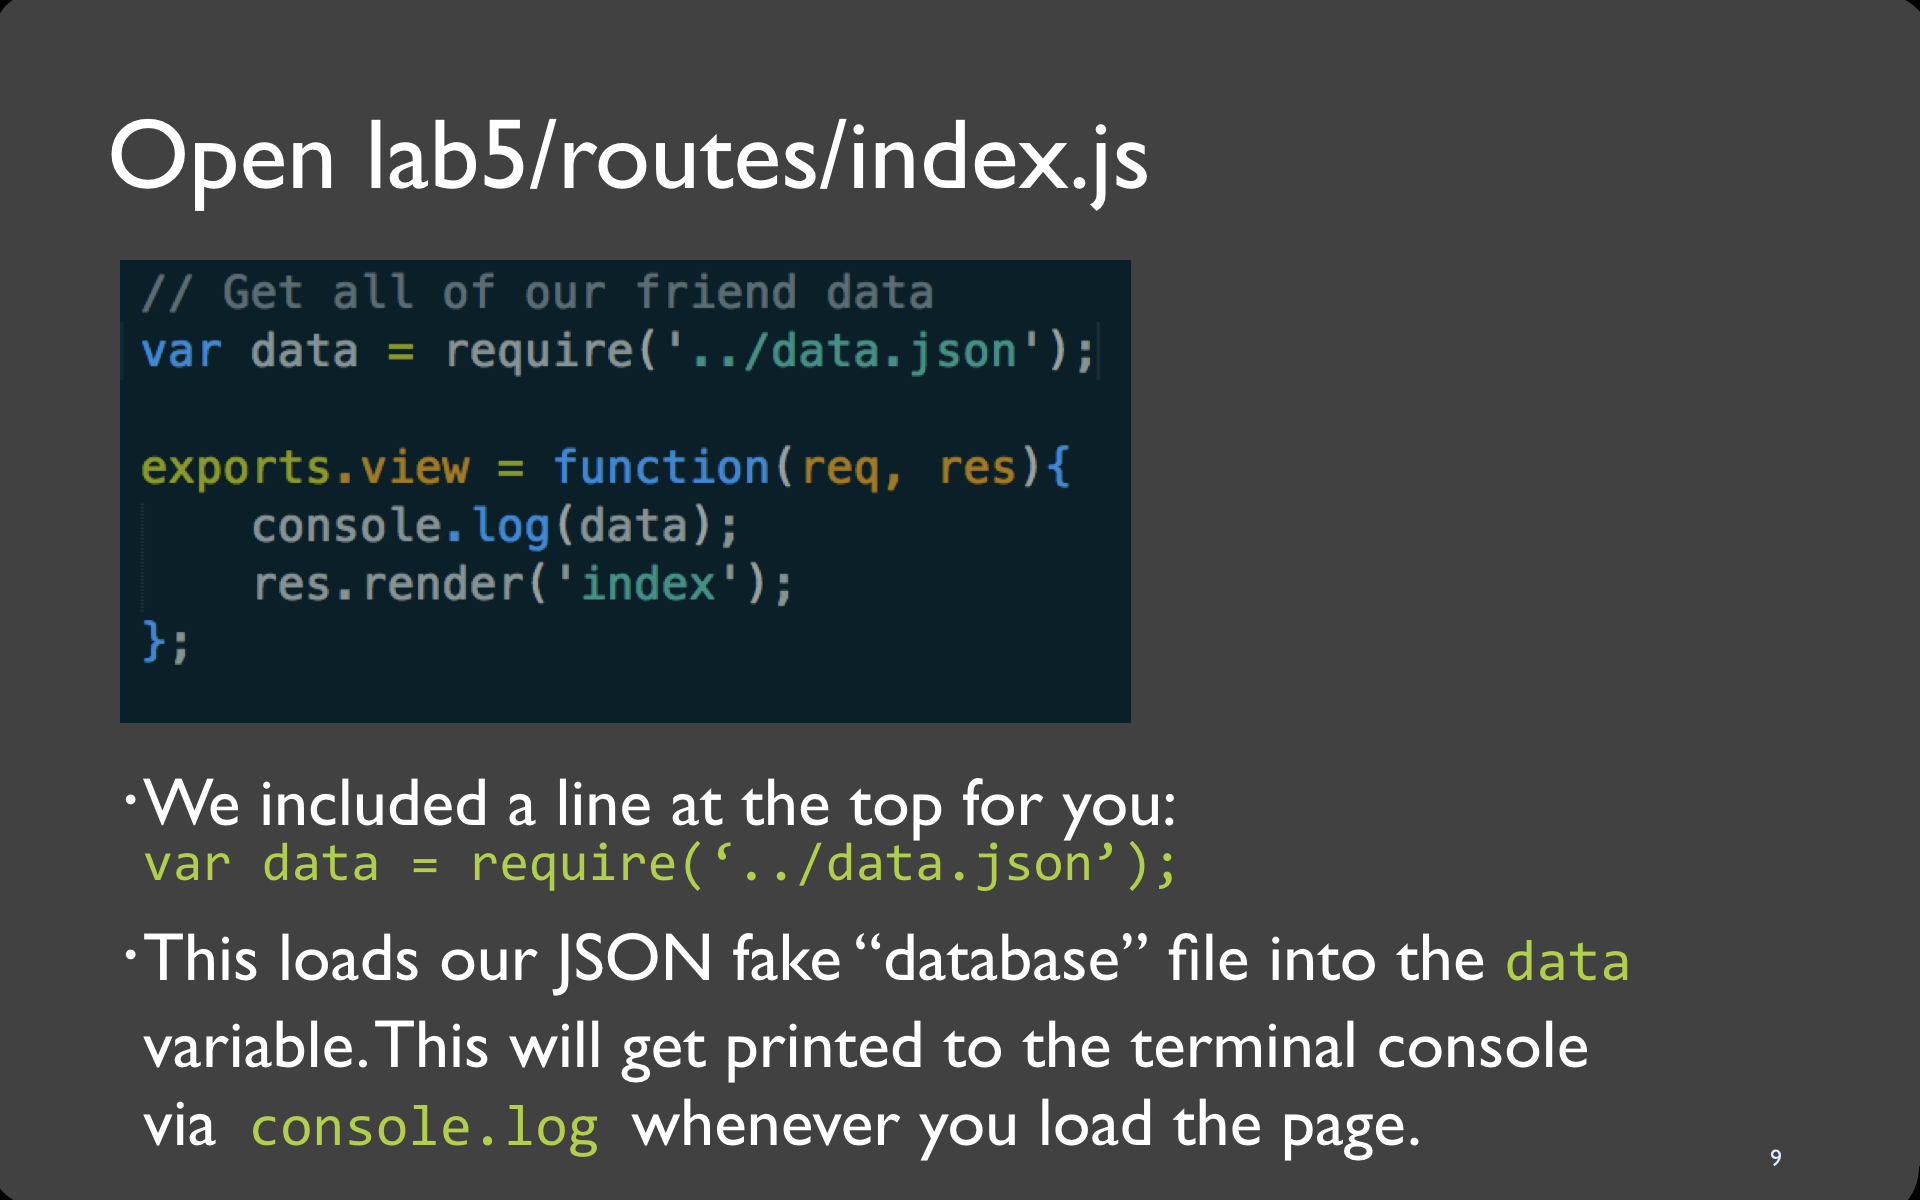 Open lab5/routes/index.js
// Get all of our friend data
var data = require('../data.json');
exports.view = function(req, res){
console.log(data);
res.render('index');
};
•We included a line at the top for you:
var data = require(‘../data.json’);
•This loads our JSON fake “database” file into the data
variable. This will get printed to the terminal console
via console.log whenever you load the page.
9